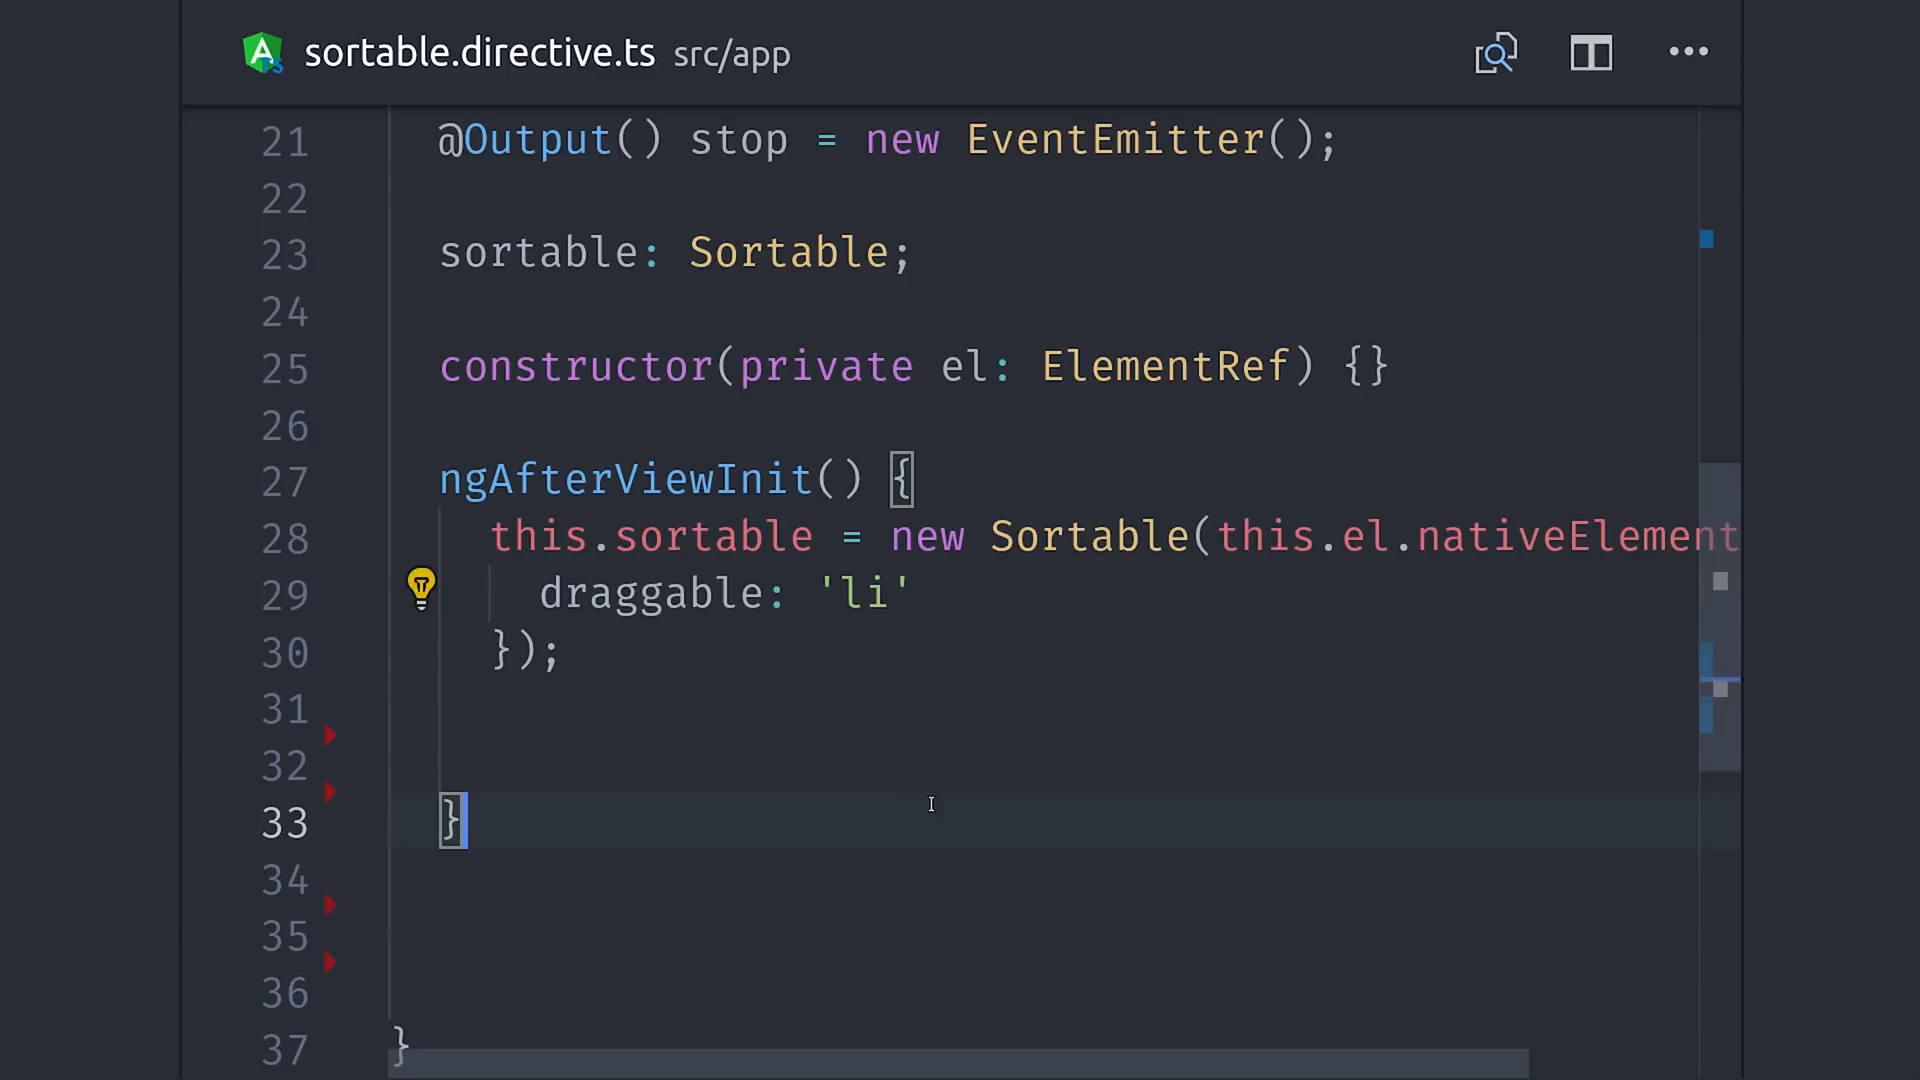 sortable.directive.ts src/app
21 @Output() stop = new EventEmitter();
22
23 sortable: Sortable;
24
25 constructor(private el: ElementRef) {}
26
27 ngAfterViewInit() {
28 this.sortable = new Sortable(this.el.nativeElement
29 draggable: 'li'
30 });
31
32
33 }
34
35
36
37 }